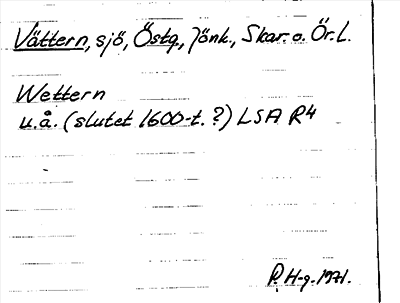 Vättern, sjö, Östg., Jönk., Skar. o. Ör. L.
Wettern
u.å. (slutet 1600-t.?) LSA R4
R. H-g. 1971.